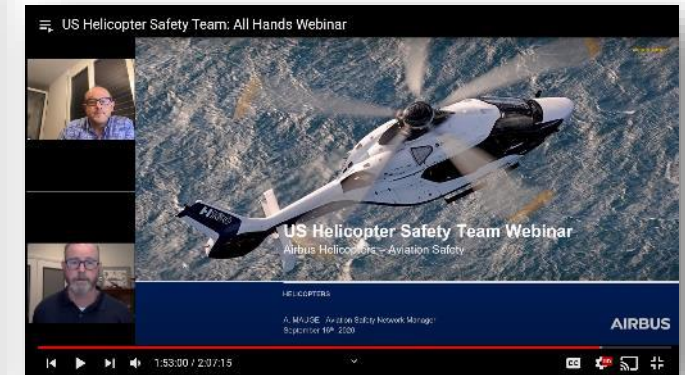 US Helicopter Safety Team: All Hands Webinar
US Helicopter Safety Team Webinar
Airbus Helicopters – Aviation Safety
HELICOPTERS
A. MAUGE - Aviation Safety Network Manager
September 16th, 2020
AIRBUS
1:53:00 / 2:07:15
CC